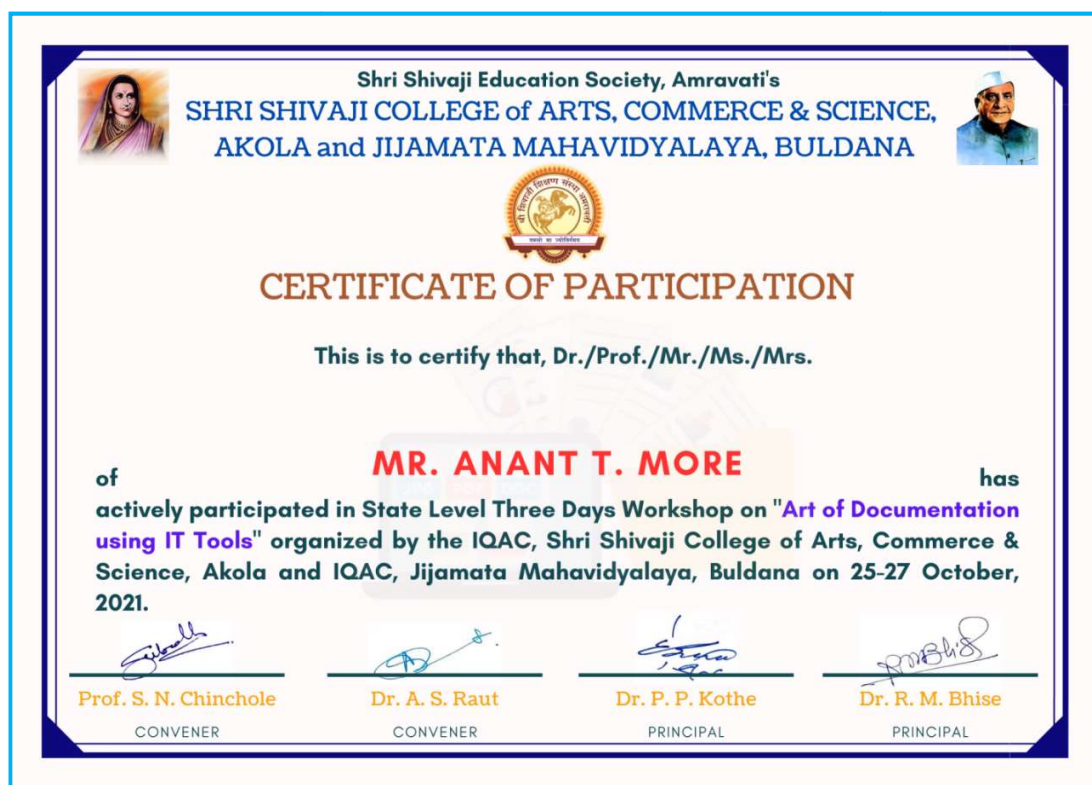 Shri Shivaji Education Society, Amravati's
SHRI SHIVAJI COLLEGE of ARTS, COMMERCE & SCIENCE,
AKOLA and JIJAMATA MAHAVIDYALAYA, BULDANA
श्री शिवाजी शिक्षण संस्था अमरावती
CERTIFICATE OF PARTICIPATION
This is to certify that, Dr./Prof./Mr./Ms./Mrs.
MR. ANANT T. MORE
of has
actively participated in State Level Three Days Workshop on "Art of Documentation
using IT Tools" organized by the IQAC, Shri Shivaji College of Arts, Commerce &
Science, Akola and IQAC, Jijamata Mahavidyalaya, Buldana on 25-27 October,
2021.
Prof. S. N. Chinchole Dr. A. S. Raut Dr. P. P. Kothe Dr. R. M. Bhise
CONVENER CONVENER PRINCIPAL PRINCIPAL